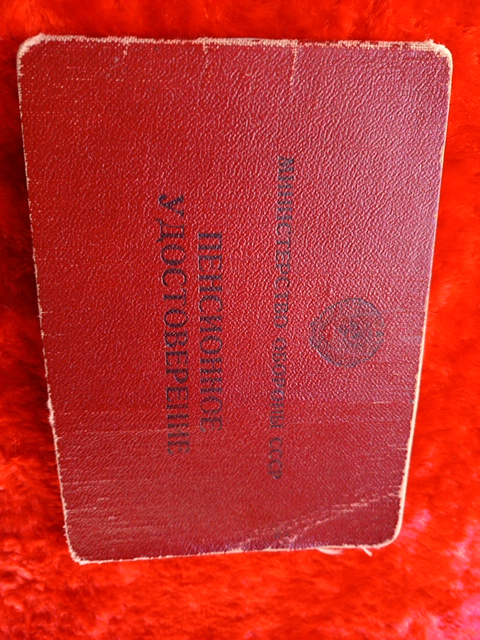 МИНИСТЕРСТВО ОБОРОНЫ СССР
ПЕНСИОННОЕ
УДОСТОВЕРЕНИЕ